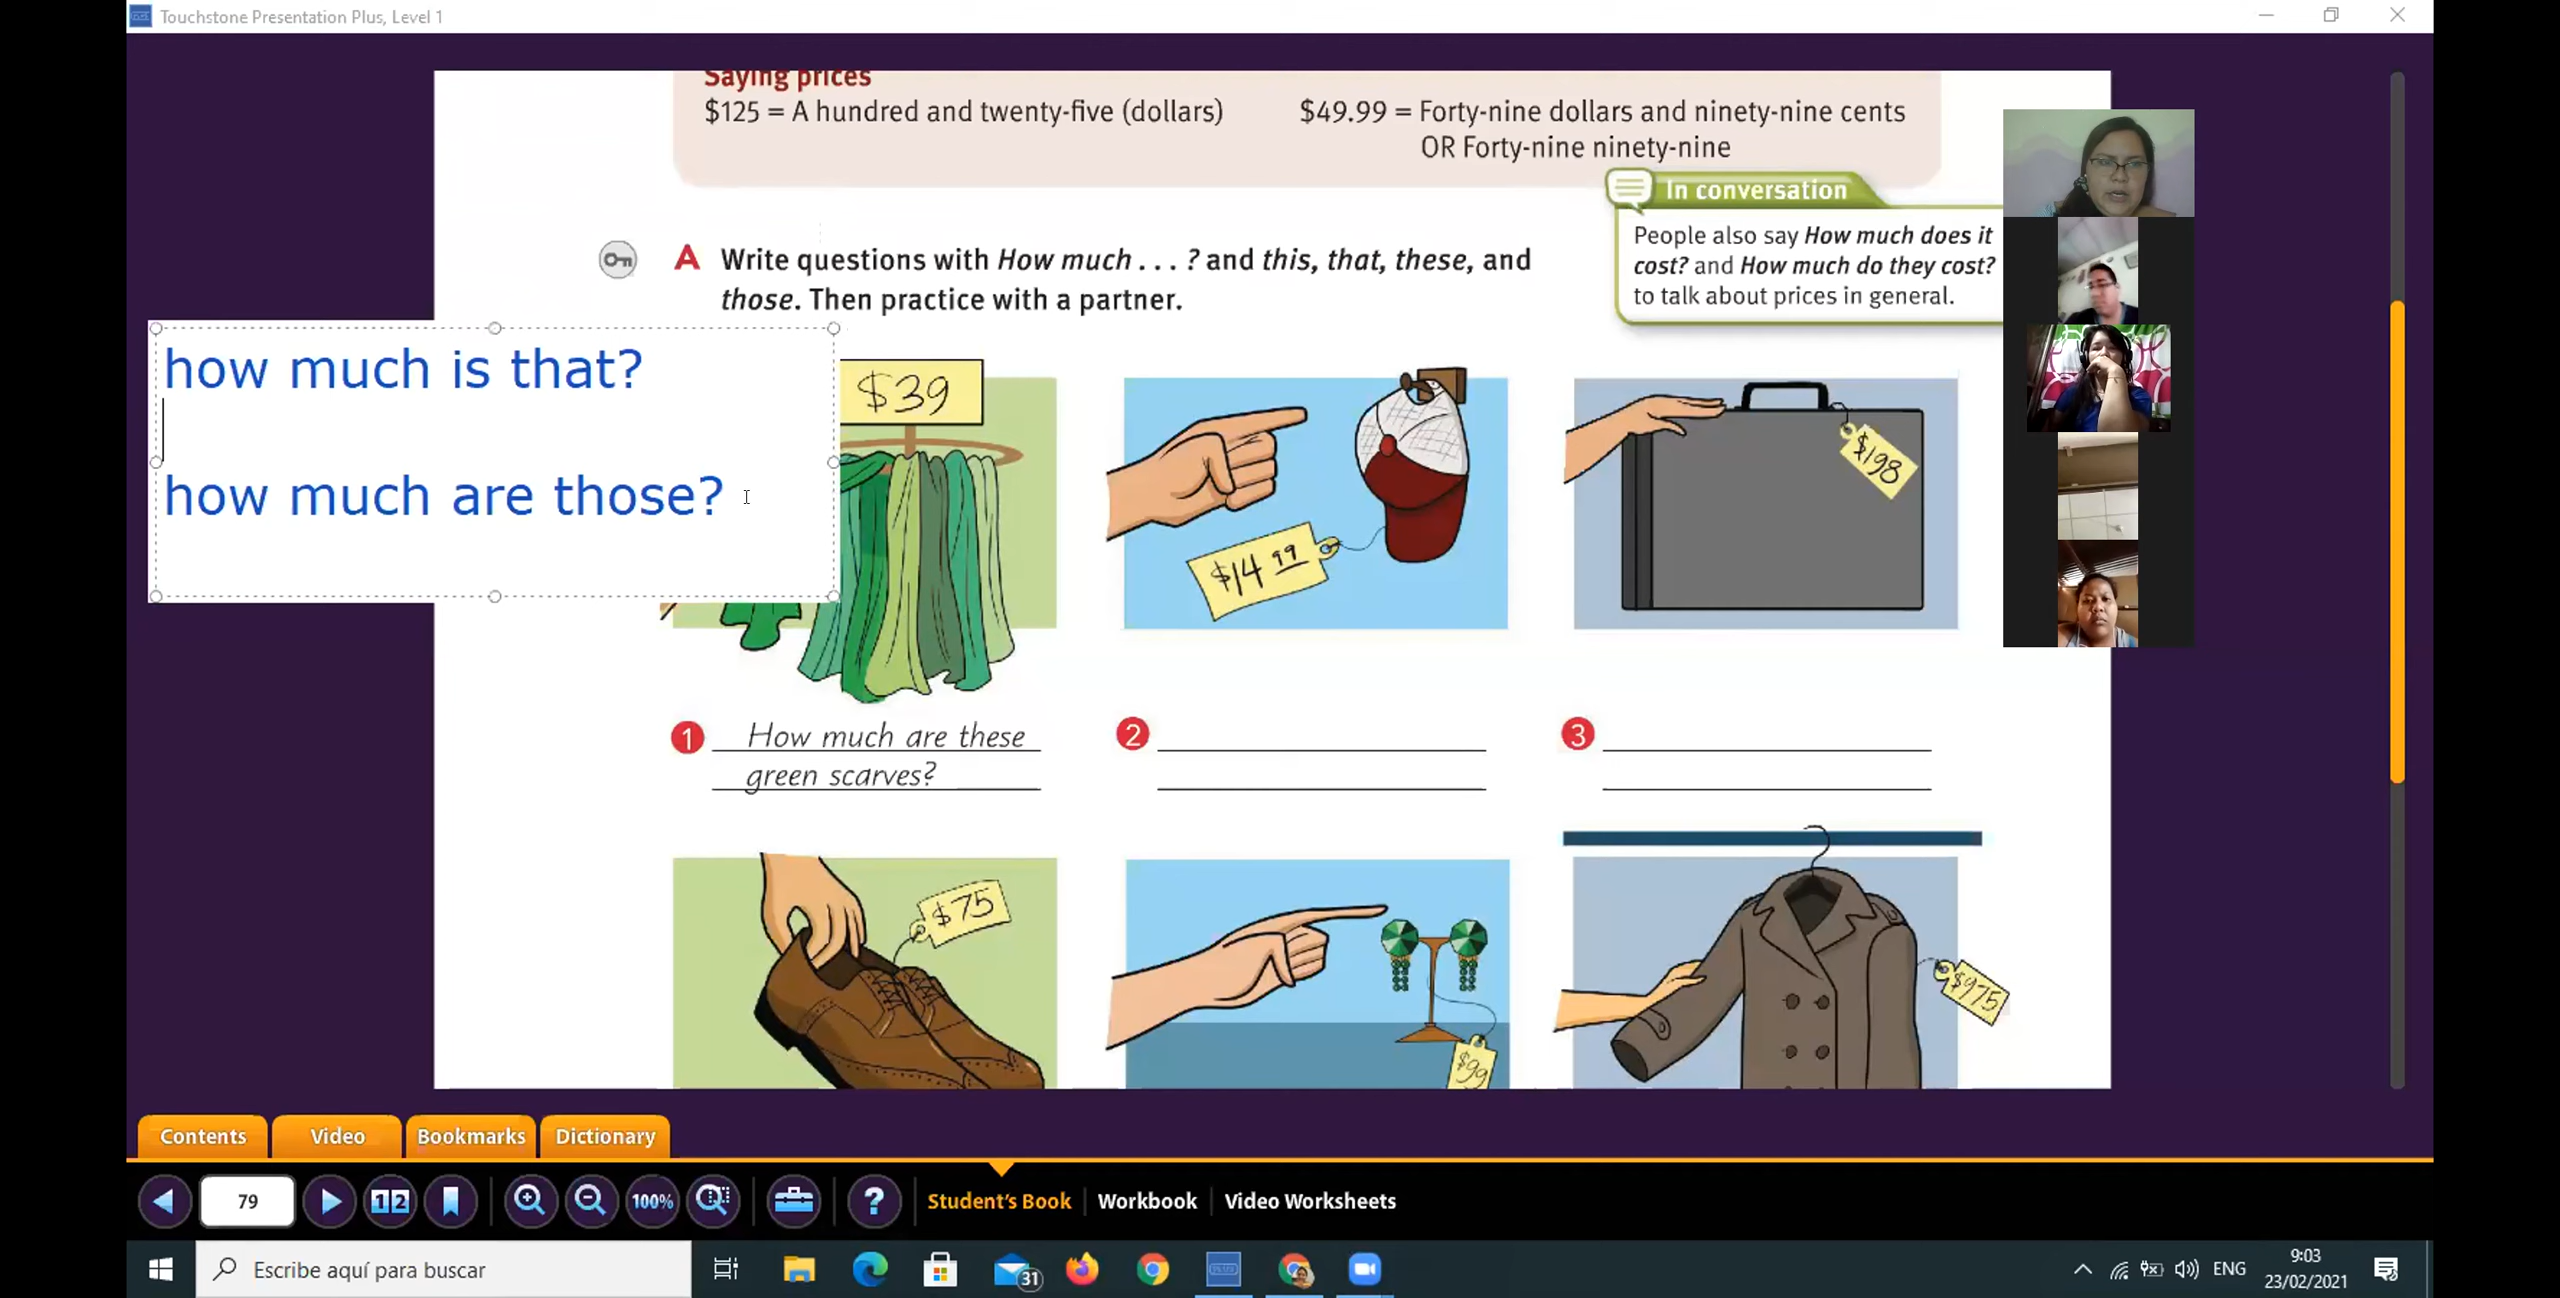 Touchstone Presentation Plus, Level 1
Saying prices
$125 = A hundred and twenty-five (dollars)
$49.99 = Forty-nine dollars and ninety-nine cents
OR Forty-nine ninety-nine
In conversation
People also say How much does it
cost? and How much do they cost?
to talk about prices in general.
A Write questions with How much . . . ? and this, that, these, and
those. Then practice with a partner.
how much is that?
how much are those?
$39
$14 99
$198
1 How much are these
green scarves?
2
3
$75
$99
$975
Contents
Video
Bookmarks
Dictionary
79
12
100%
?
Student's Book
Workbook
Video Worksheets
Escribe aquí para buscar
31
PLUS
ENG
9:03
23/02/2021